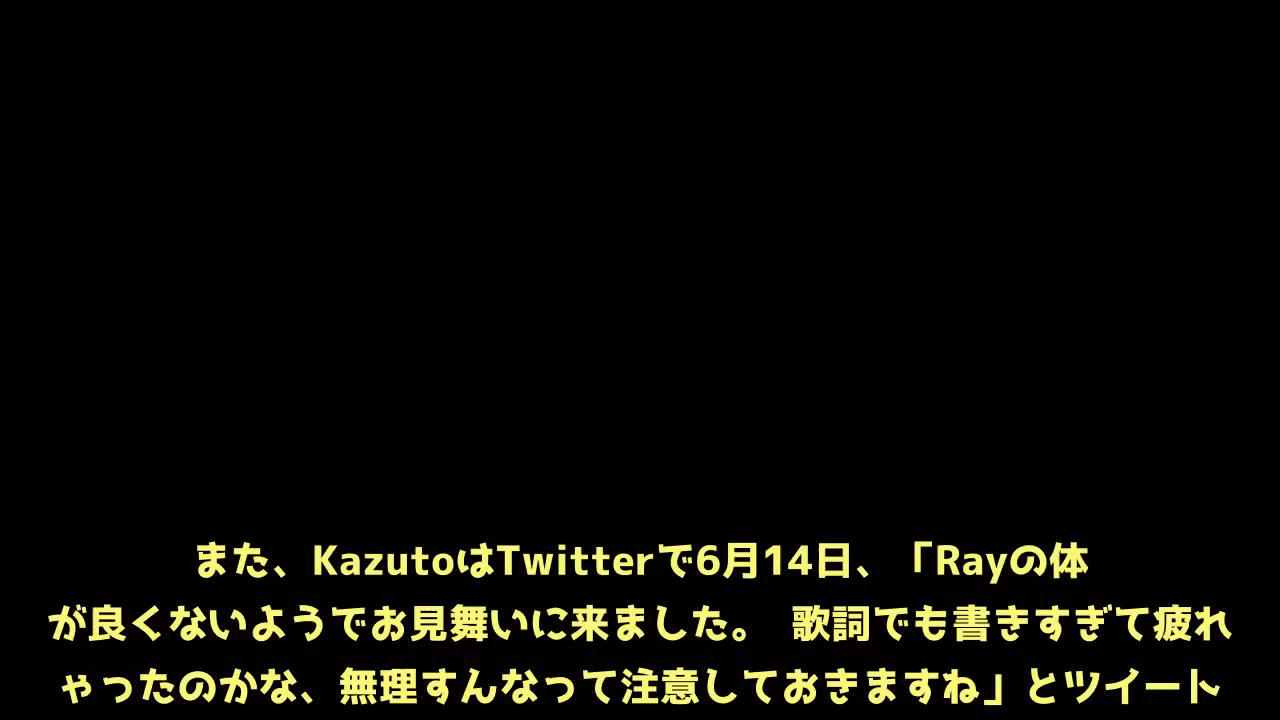 また、KazutoはTwitterで6月14日、「Rayの体
が良くないようでお見舞いに来ました。 歌詞でも書きすぎて疲れ
ゃったのかな、無理すんなって注意しておきますね」とツイート